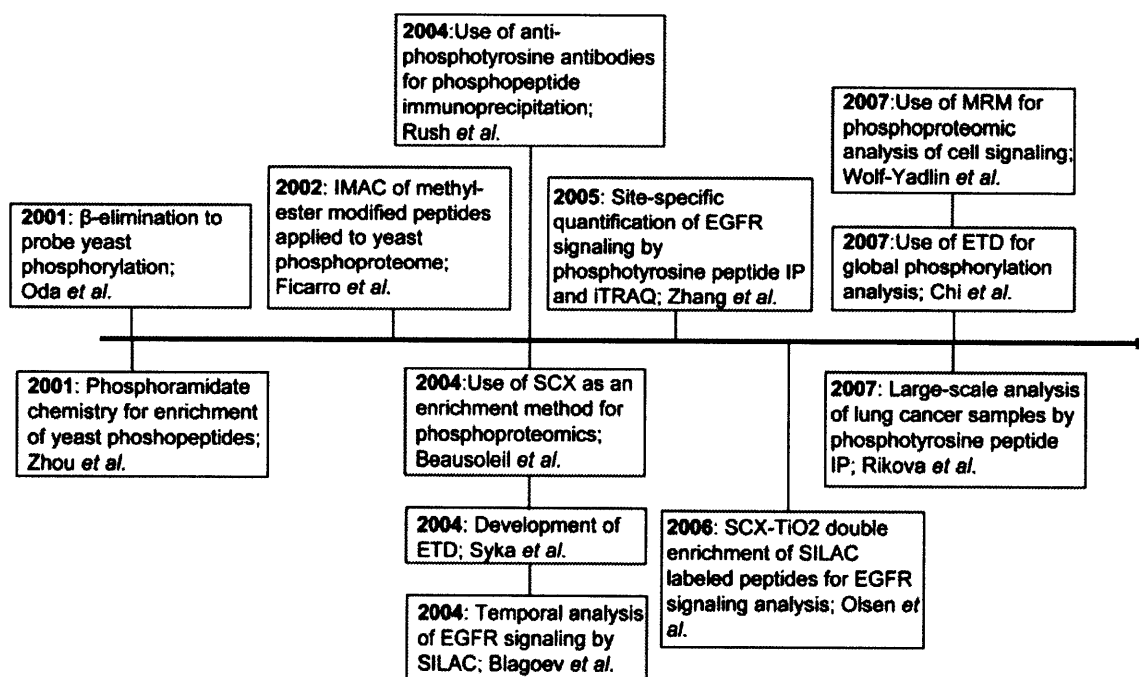 2004:Use of anti-
phosphotyrosine antibodies
for phosphopeptide
immunoprecipitation;
Rush et al.
2007:Use of MRM for
phosphoproteomic
analysis of cell signaling;
Wolf-Yadlin et al.
2002: IMAC of methyl-
ester modified peptides
applied to yeast
phosphoproteome;
Ficarro et al.
2005: Site-specific
quantification of EGFR
signaling by
phosphotyrosine peptide IP
and iTRAQ; Zhang et al.
2001: β-elimination to
probe yeast
phosphorylation;
Oda et al.
2007:Use of ETD for
global phosphorylation
analysis; Chi et al.
2001: Phosphoramidate
chemistry for enrichment
of yeast phoshopeptides;
Zhou et al.
2004:Use of SCX as an
enrichment method for
phosphoproteomics;
Beausoleil et al.
2007: Large-scale analysis
of lung cancer samples by
phosphotyrosine peptide
IP; Rikova et al.
2004: Development of
ETD; Syka et al.
2006: SCX-TiO2 double
enrichment of SILAC
labeled peptides for EGFR
signaling analysis; Olsen et
al.
2004: Temporal analysis
of EGFR signaling by
SILAC; Blagoev et al.